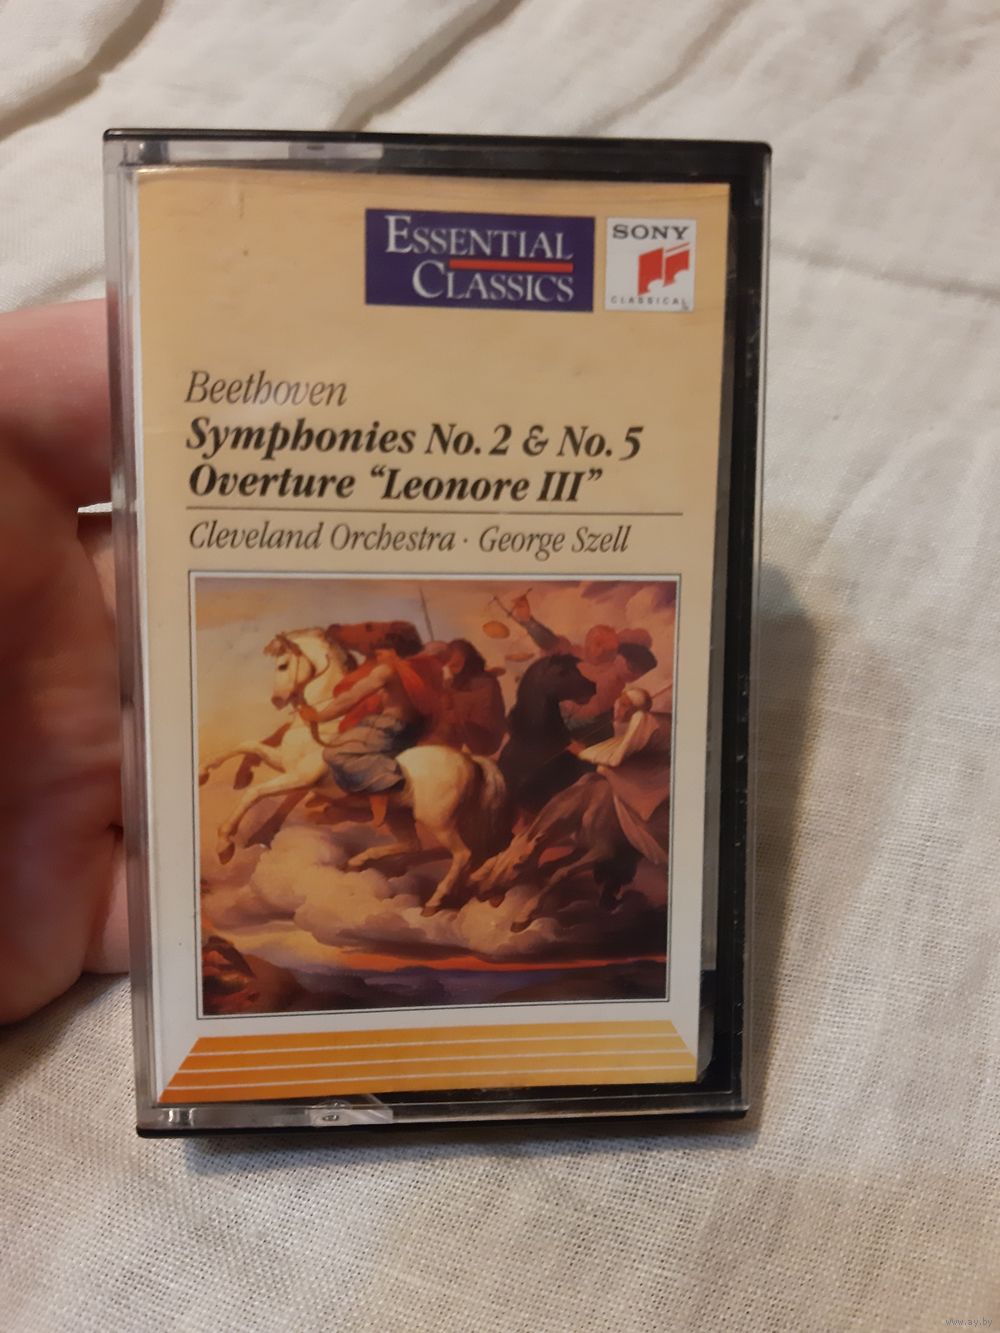 ESSENTIAL
CLASSICS
SONY
CLASSICAL
Beethoven
Symphonies No. 2 & No. 5
Overture “Leonore III”
Cleveland Orchestra · George Szell
www.ay.by